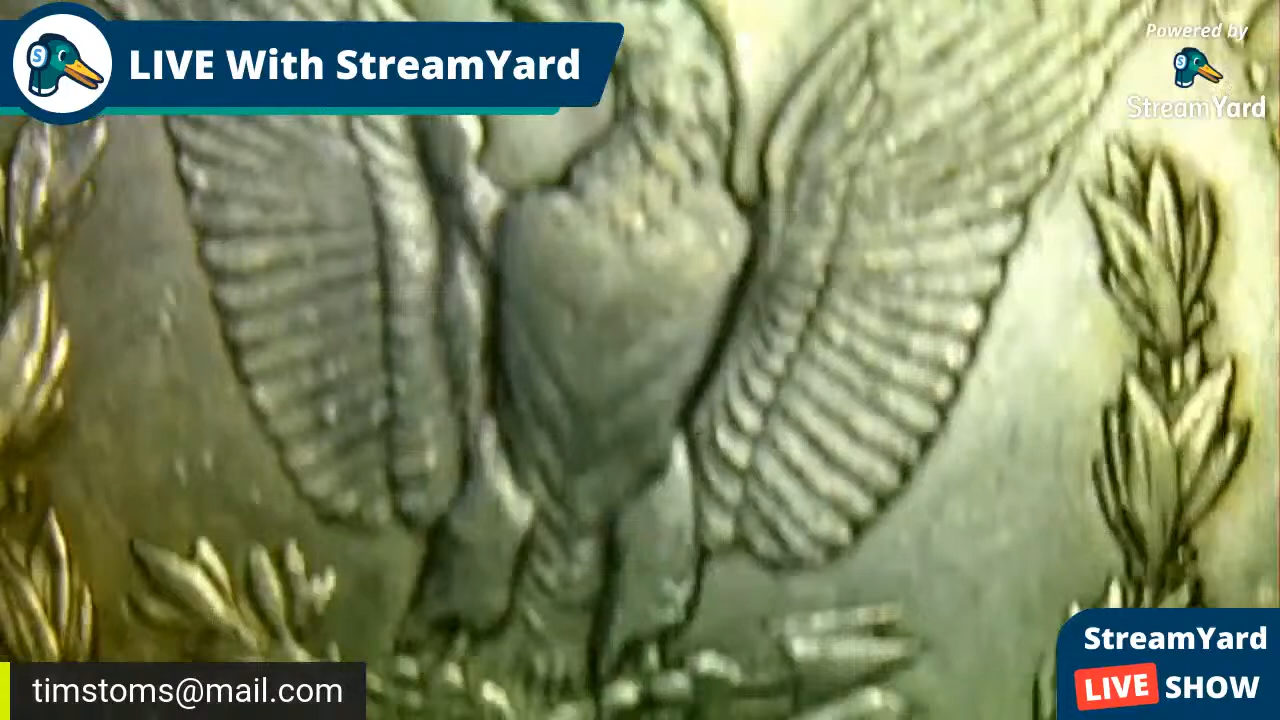 LIVE With StreamYard
Powered by
StreamYard
timstoms@mail.com
StreamYard
LIVE SHOW